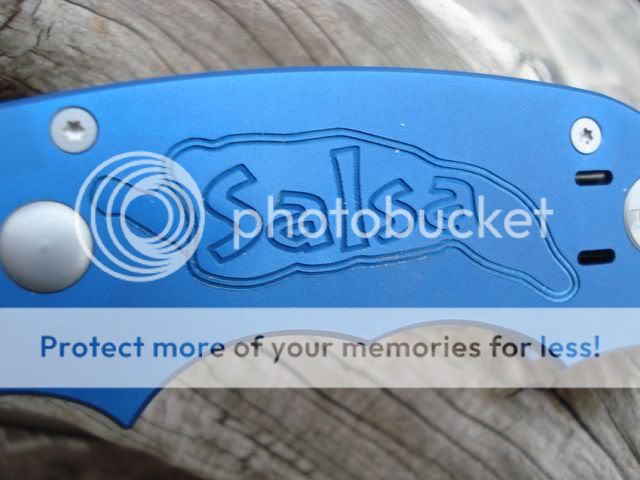 Salsa
photobucket
Protect more of your memories for less!